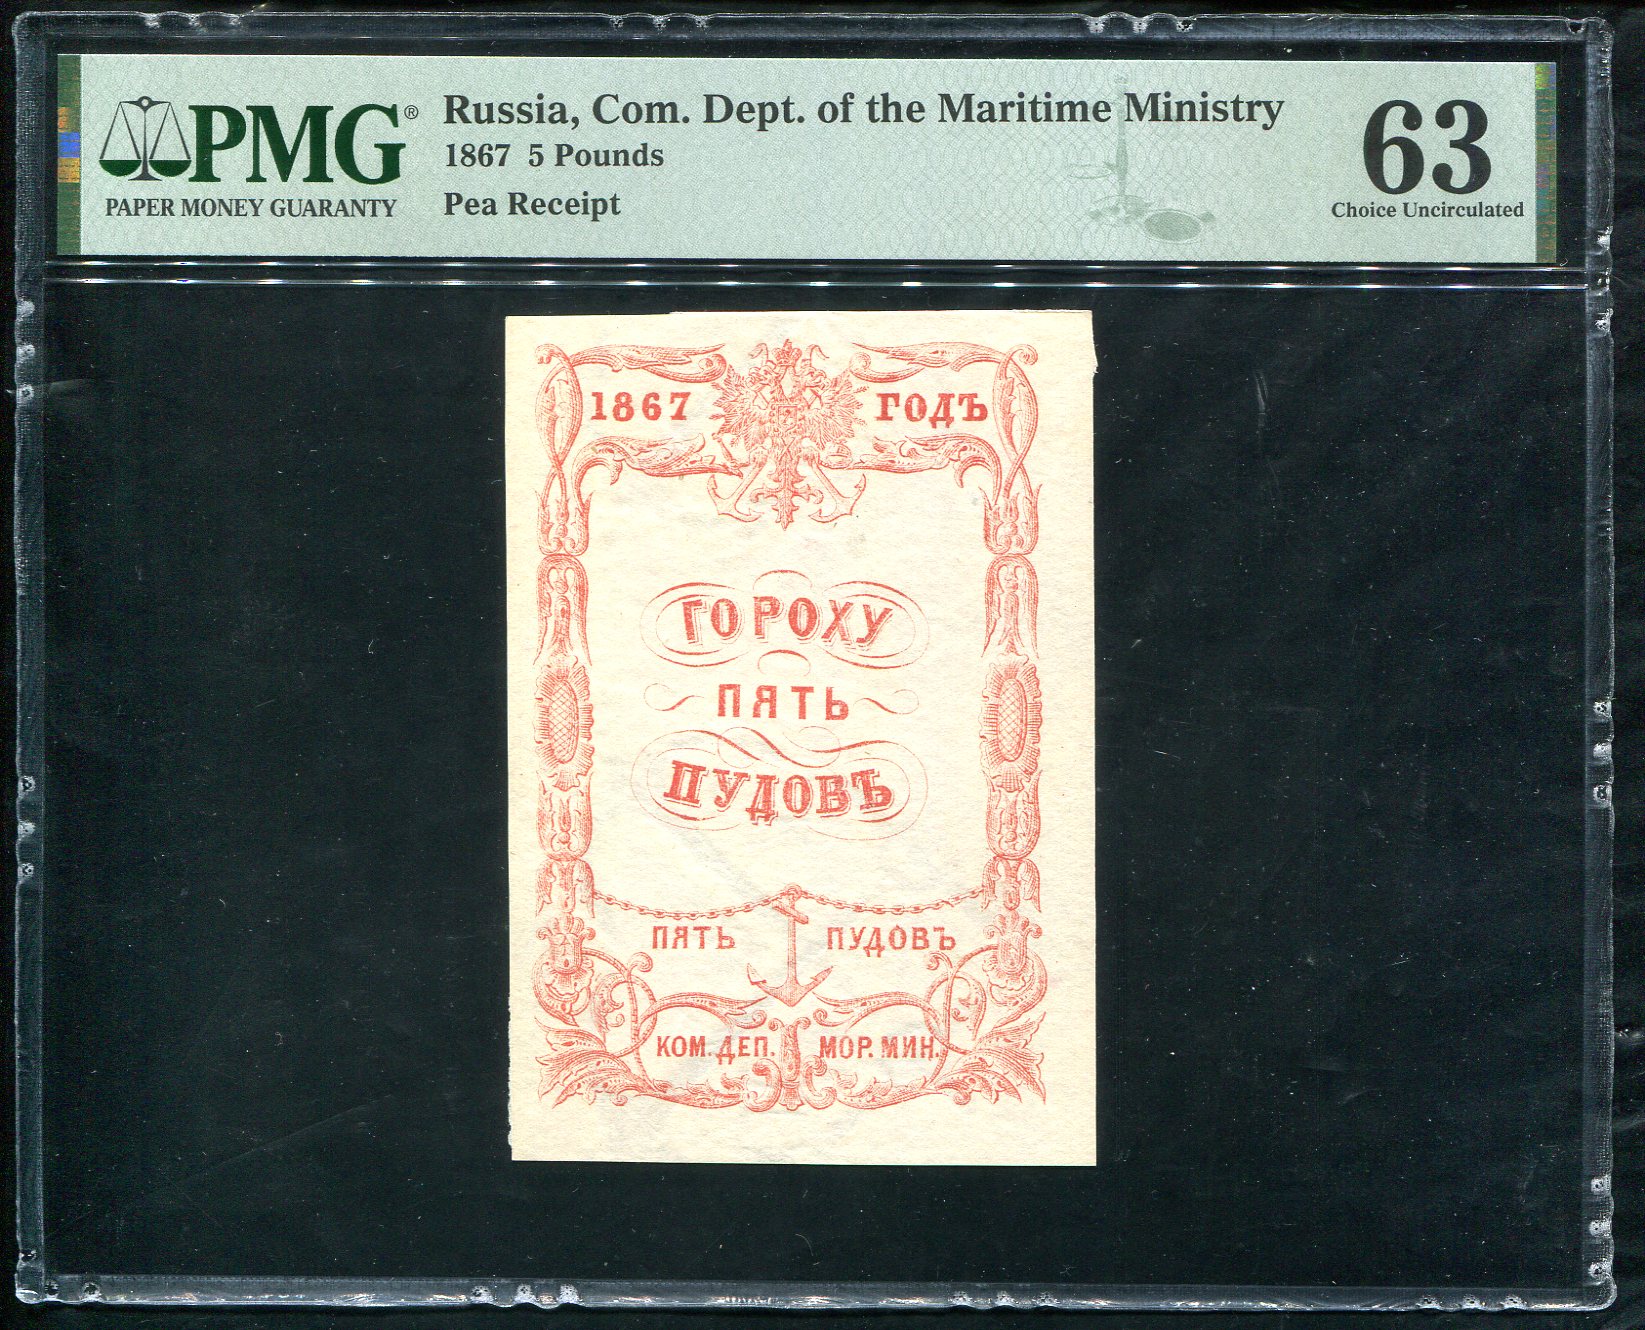 PMG®
PAPER MONEY GUARANTY
Russia, Com. Dept. of the Maritime Ministry
1867 5 Pounds
Pea Receipt
63
Choice Uncirculated
1867 ГОДЪ
ГОРОХУ
ПЯТЬ
ПУДОВЪ
ПЯТЬ ПУДОВЪ
КОМ. ДЕП. МОР. МИН.